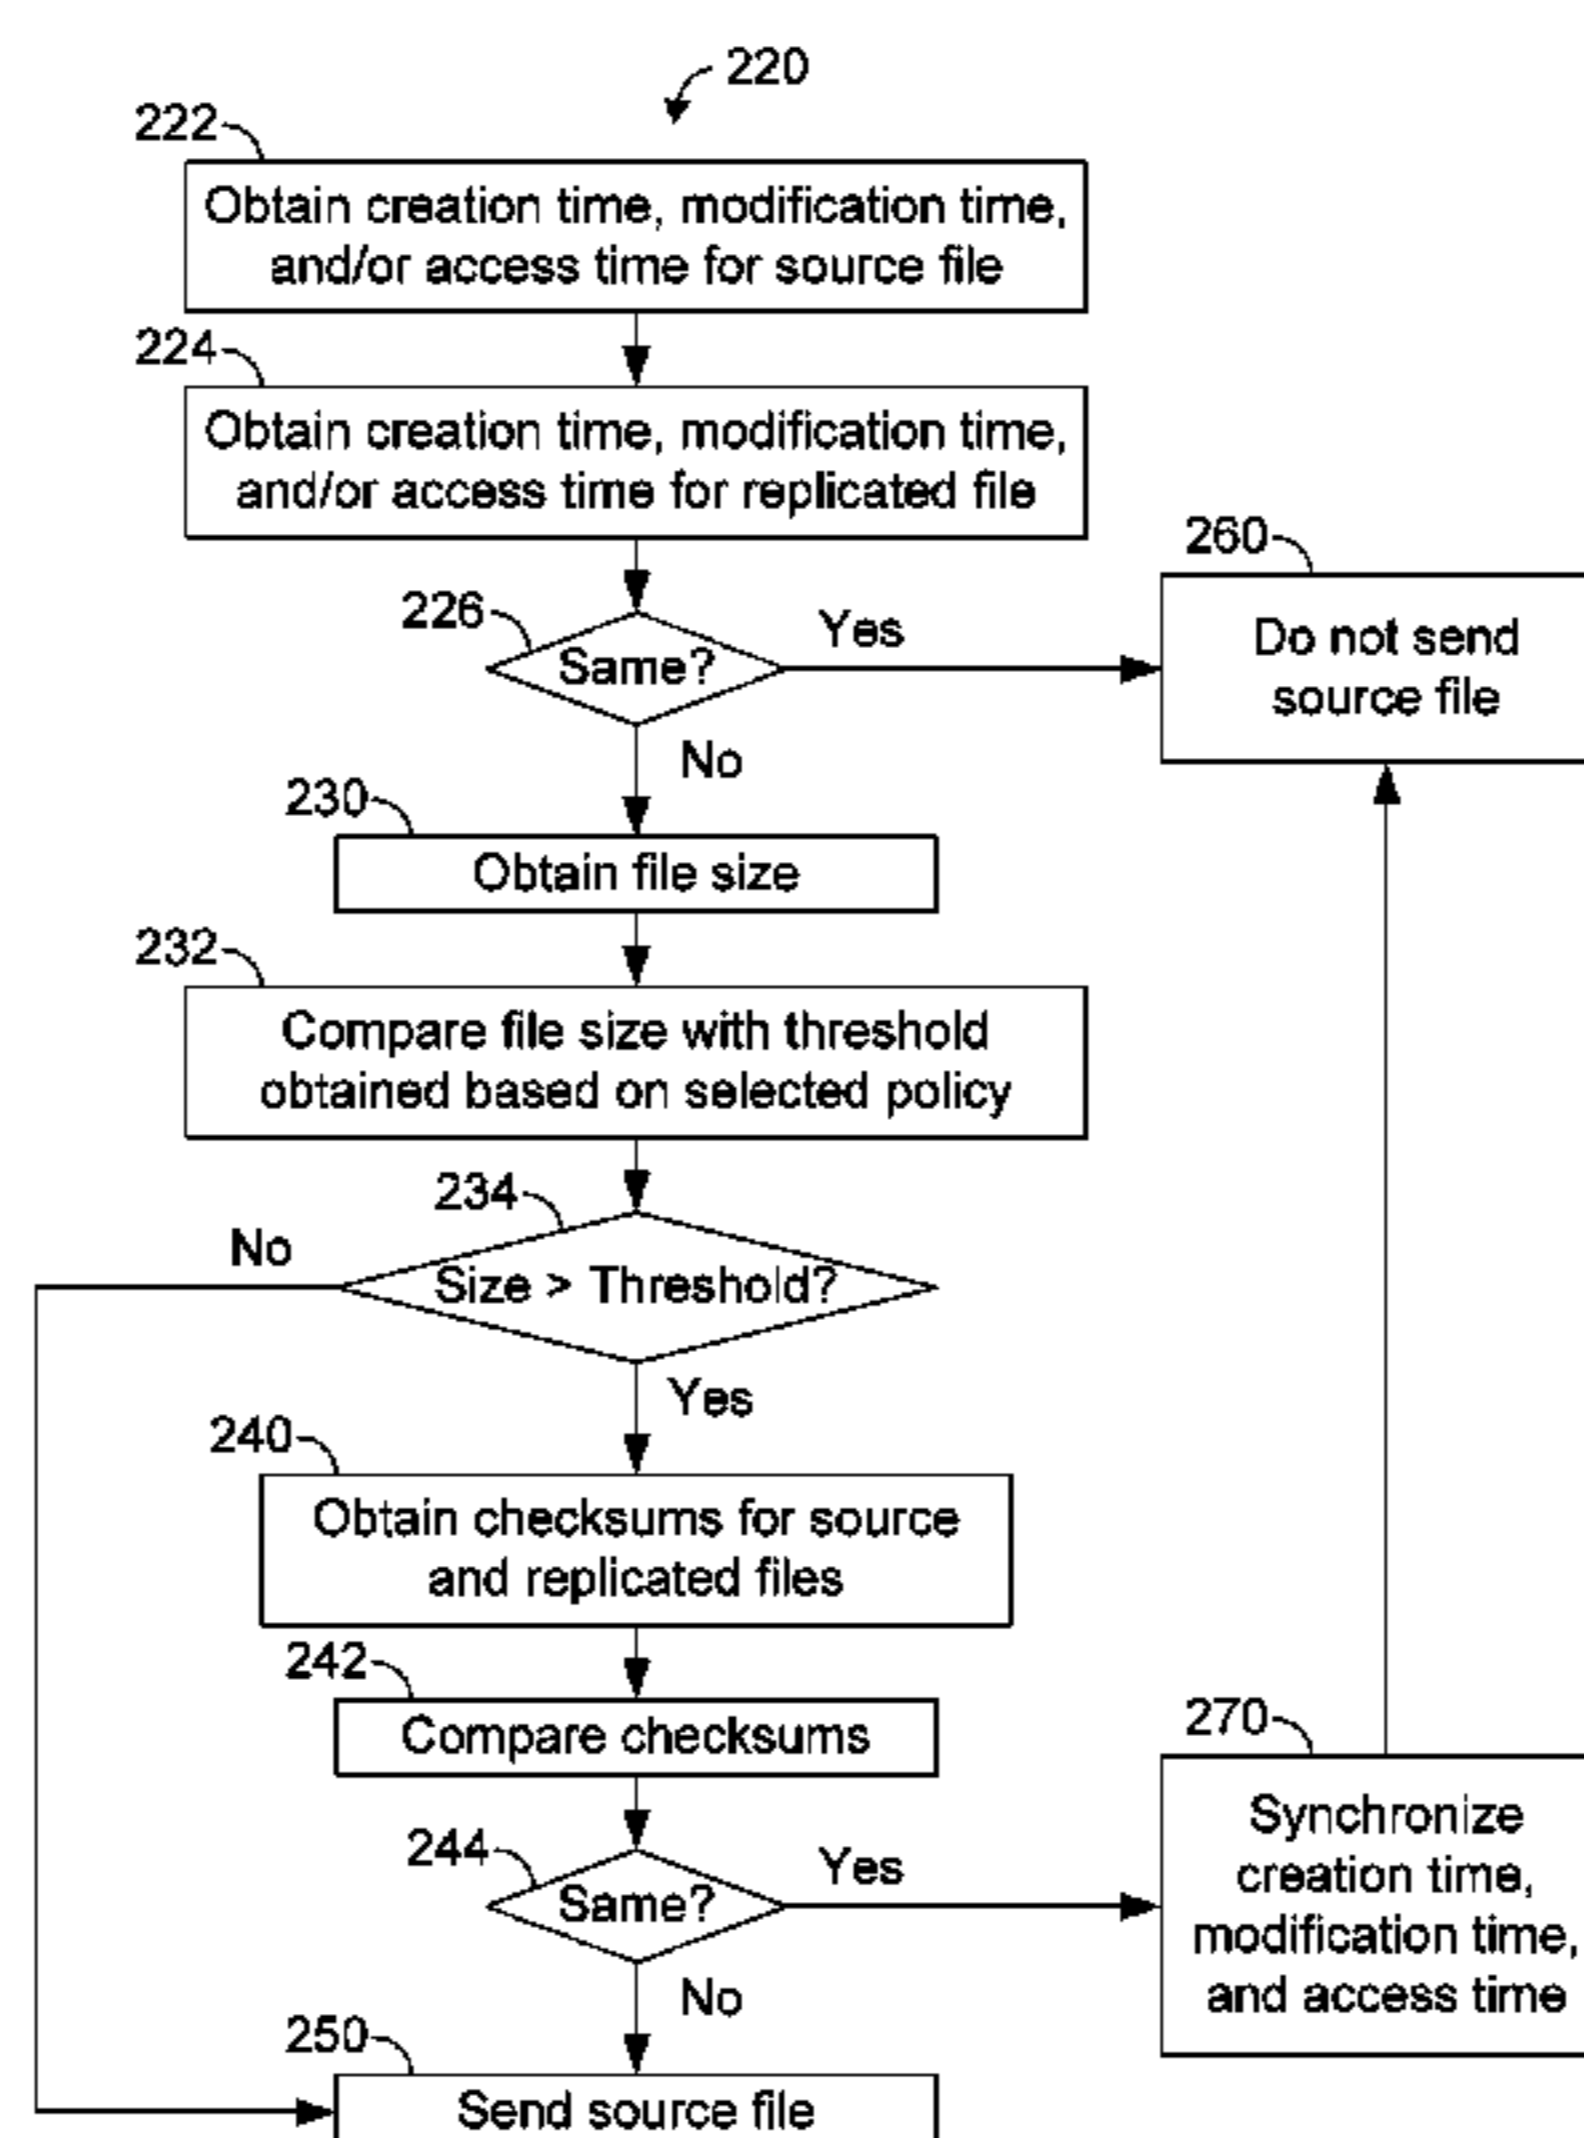 220
222
Obtain creation time, modification time,
and/or access time for source file
224
Obtain creation time, modification time,
and/or access time for replicated file
260
226
Same?
Yes
Do not send
source file
No
230
Obtain file size
232
Compare file size with threshold
obtained based on selected policy
234
No
Size > Threshold?
Yes
240
Obtain checksums for source
and replicated files
242
Compare checksums
270
244
Same?
Yes
Synchronize
creation time,
modification time,
and access time
No
250
Send source file